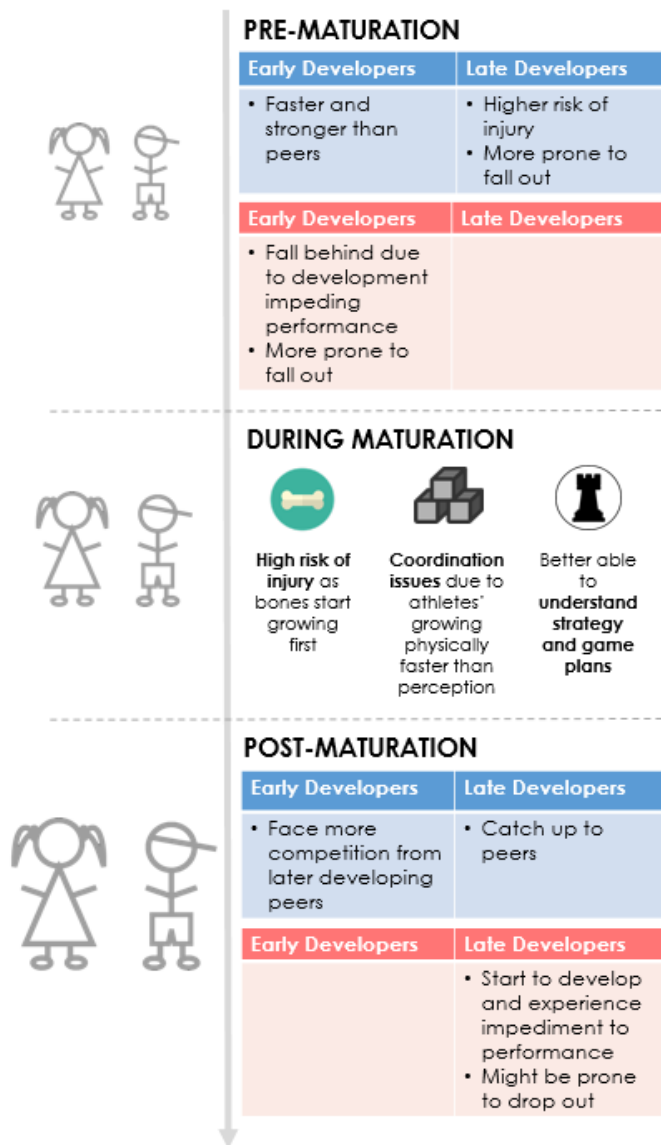 PRE-MATURATION
Early Developers
Late Developers
• Faster and
stronger than
peers
• Higher risk of
injury
• More prone to
fall out
Early Developers
Late Developers
• Fall behind due
to development
impeding
performance
• More prone to
fall out
DURING MATURATION
High risk of
injury as
bones start
growing
first
Coordination
issues due to
athletes'
growing
physically
faster than
perception
Better able
to
understand
strategy
and game
plans
POST-MATURATION
Early Developers
Late Developers
• Face more
competition from
later developing
peers
• Catch up to
peers
Early Developers
Late Developers
• Start to develop
and experience
impediment to
performance
• Might be prone
to drop out